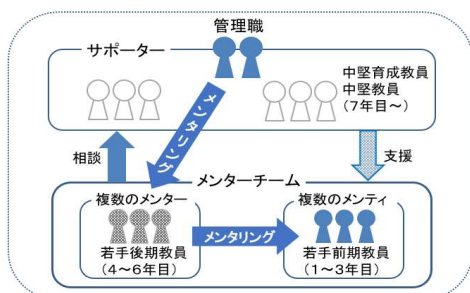 管理職
サポーター
中堅育成教員
中堅教員
(7年目~)
メンタリング
相談
支援
メンターチーム
複数のメンター
若手後期教員
(4~6年目)
メンタリング
複数のメンティ
若手前期教員
(1~3年目)